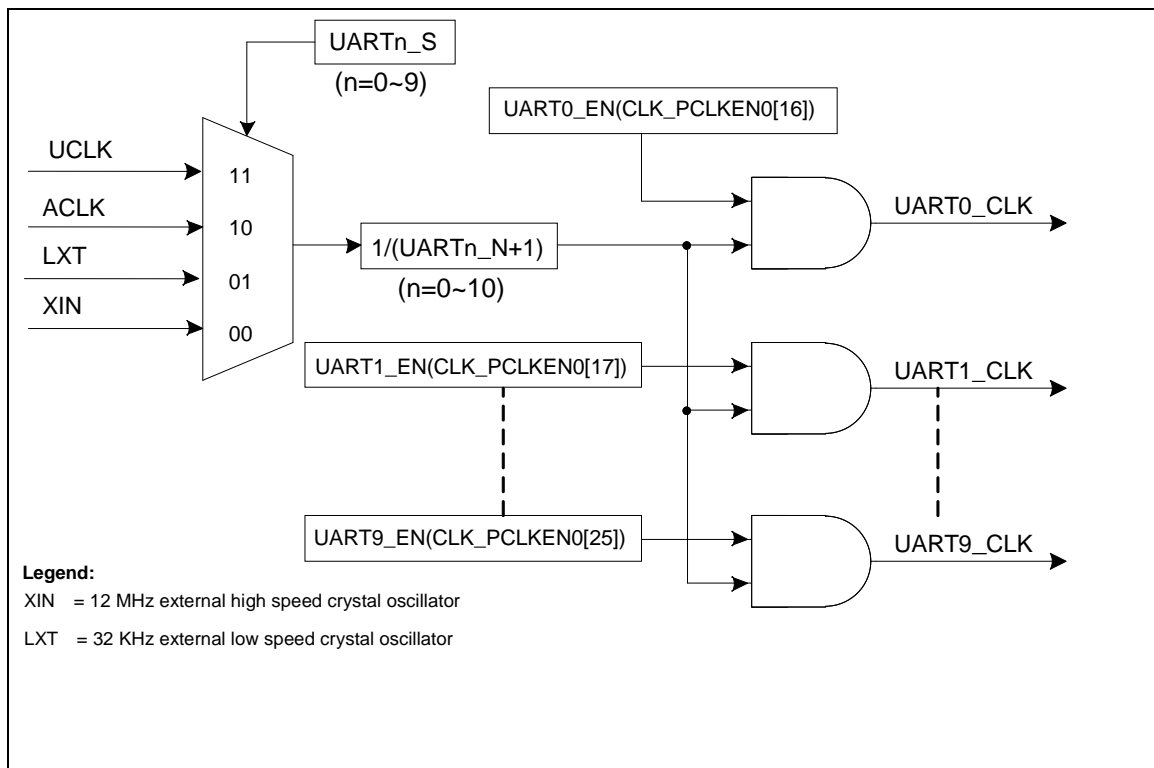 UARTn_S
(n=0~9)
UART0_EN(CLK_PCLKEN0[16])
UCLK
11
ACLK
10
LXT
01
XIN
00
1/(UARTn_N+1)
(n=0~10)
UART0_CLK
UART1_EN(CLK_PCLKEN0[17])
UART1_CLK
UART9_EN(CLK_PCLKEN0[25])
UART9_CLK
Legend:
XIN = 12 MHz external high speed crystal oscillator
LXT = 32 KHz external low speed crystal oscillator